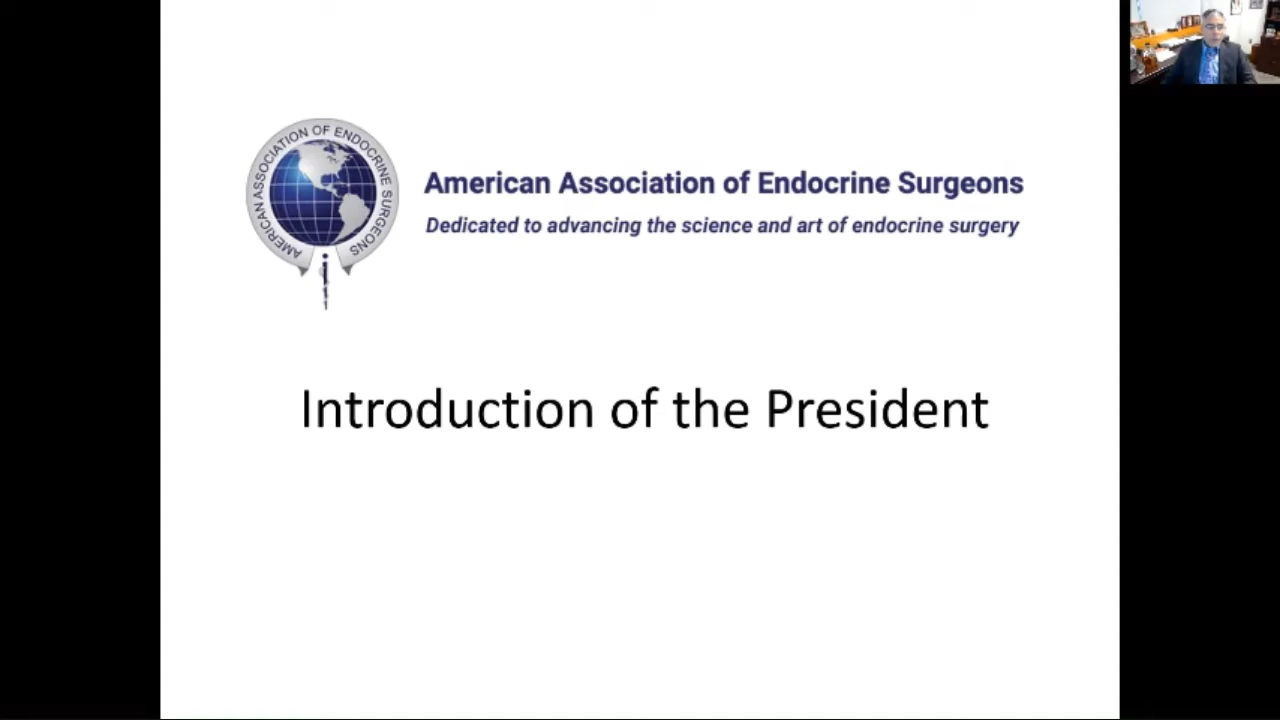 AMERICAN ASSOCIATION OF ENDOCRINE SURGEONS
American Association of Endocrine Surgeons
Dedicated to advancing the science and art of endocrine surgery
Introduction of the President